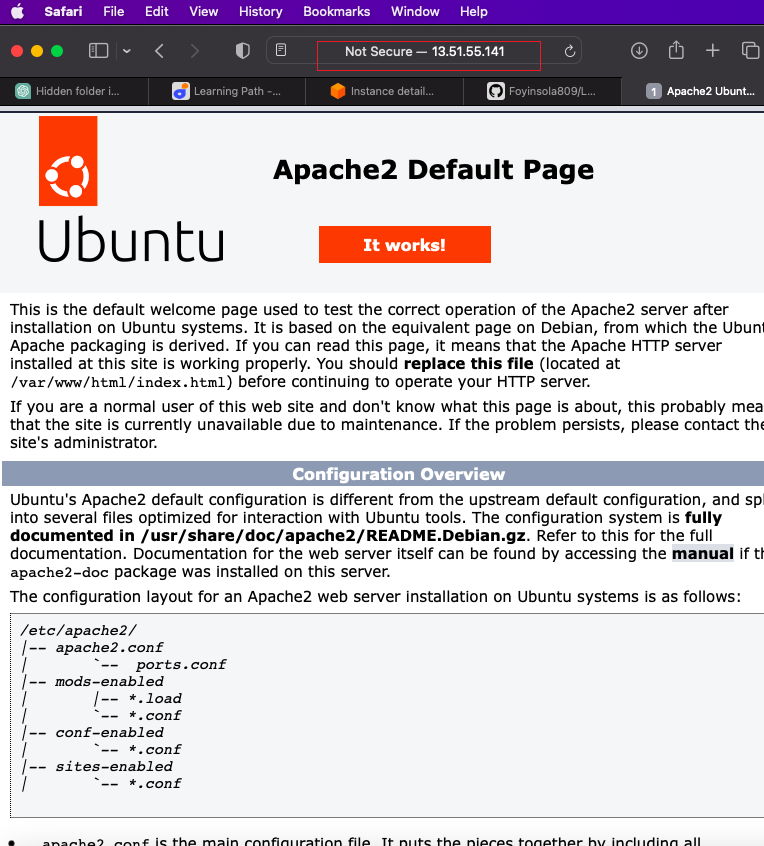 Safari File Edit View History Bookmarks Window Help
Not Secure — 13.51.55.141
Hidden folder i... Learning Path -... Instance detail... Foyinsola809/L... 1 Apache2 Ubunt...
Apache2 Default Page
Ubuntu
It works!
This is the default welcome page used to test the correct operation of the Apache2 server after
installation on Ubuntu systems. It is based on the equivalent page on Debian, from which the Ubunt
Apache packaging is derived. If you can read this page, it means that the Apache HTTP server
installed at this site is working properly. You should replace this file (located at
/var/www/html/index.html) before continuing to operate your HTTP server.
If you are a normal user of this web site and don't know what this page is about, this probably mea
that the site is currently unavailable due to maintenance. If the problem persists, please contact the
site's administrator.
Configuration Overview
Ubuntu's Apache2 default configuration is different from the upstream default configuration, and spl
into several files optimized for interaction with Ubuntu tools. The configuration system is fully
documented in /usr/share/doc/apache2/README.Debian.gz. Refer to this for the full
documentation. Documentation for the web server itself can be found by accessing the manual if th
apache2-doc package was installed on this server.
The configuration layout for an Apache2 web server installation on Ubuntu systems is as follows:
/etc/apache2/
|-- apache2.conf
|       `--  ports.conf
|-- mods-enabled
|       |-- *.load
|       `-- *.conf
|-- conf-enabled
|       `-- *.conf
|-- sites-enabled
|       `-- *.conf
apache2.conf is the main configuration file. It puts the pieces together by including all